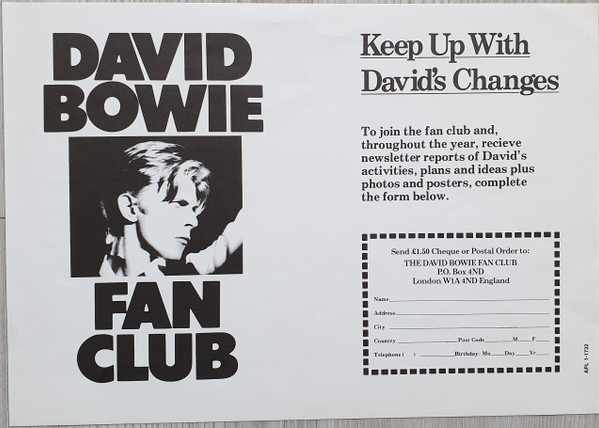 DAVID
BOWIE
FAN
CLUB
Keep Up With
David's Changes
To join the fan club and,
throughout the year, recieve
newsletter reports of David's
activities, plans and ideas plus
photos and posters, complete
the form below.
Send £1.50 Cheque or Postal Order to:
THE DAVID BOWIE FAN CLUB
P.O. Box 4ND
London W1A 4ND England
Name
Address
City
Country Post Code M F
Telephone ( ) Birthday: Mo Day Yr
APL 1-1732